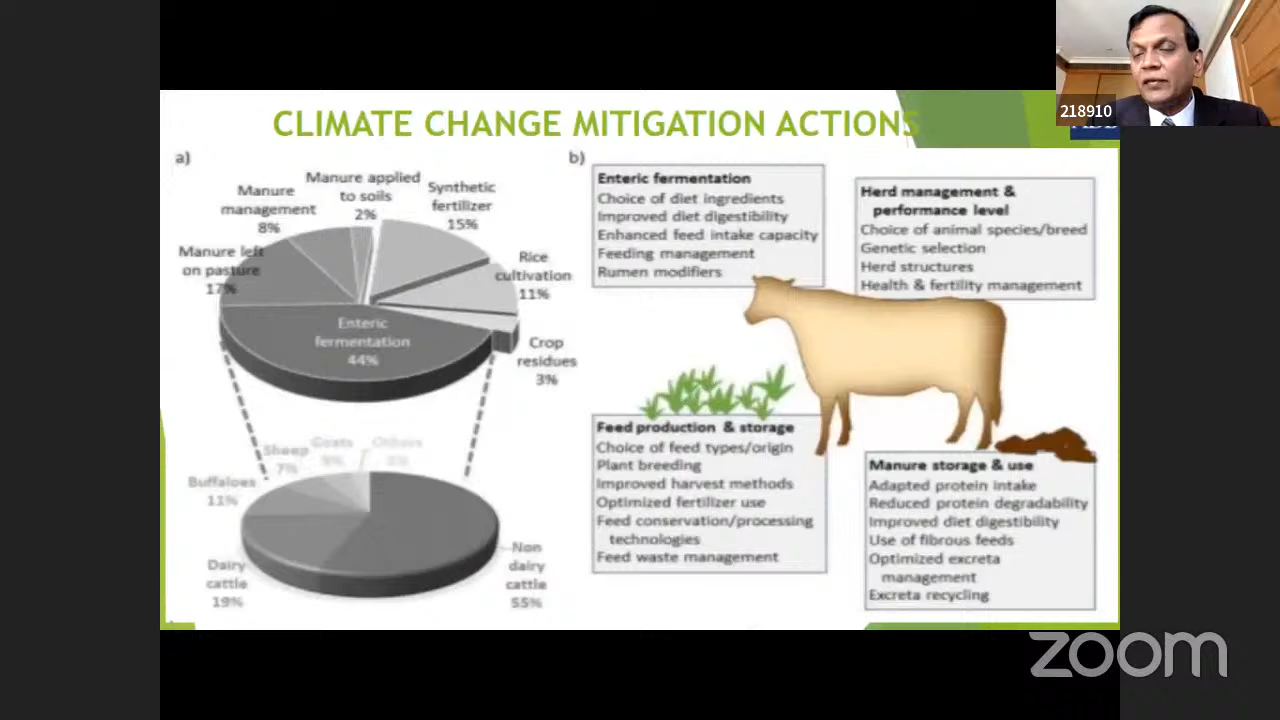 218910
CLIMATE CHANGE MITIGATION ACTIONS
a)
Manure applied
to soils
2%
Manure
management
8%
Synthetic
fertilizer
15%
Manure left
on pasture
17%
Rice
cultivation
11%
Enteric
fermentation
44%
Crop
residues
3%
Goats
Others
Sheep
7%
Buffaloes
11%
Dairy
cattle
19%
Non
dairy
cattle
55%
b)
Enteric fermentation
Choice of diet ingredients
Improved diet digestibility
Enhanced feed intake capacity
Feeding management
Rumen modifiers
Herd management &
performance level
Choice of animal species/breed
Genetic selection
Herd structures
Health & fertility management
Feed production & storage
Choice of feed types/origin
Plant breeding
Improved harvest methods
Optimized fertilizer use
Feed conservation/processing
technologies
Feed waste management
Manure storage & use
Adapted protein intake
Reduced protein degradability
Improved diet digestibility
Use of fibrous feeds
Optimized excreta
management
Excreta recycling
zoom